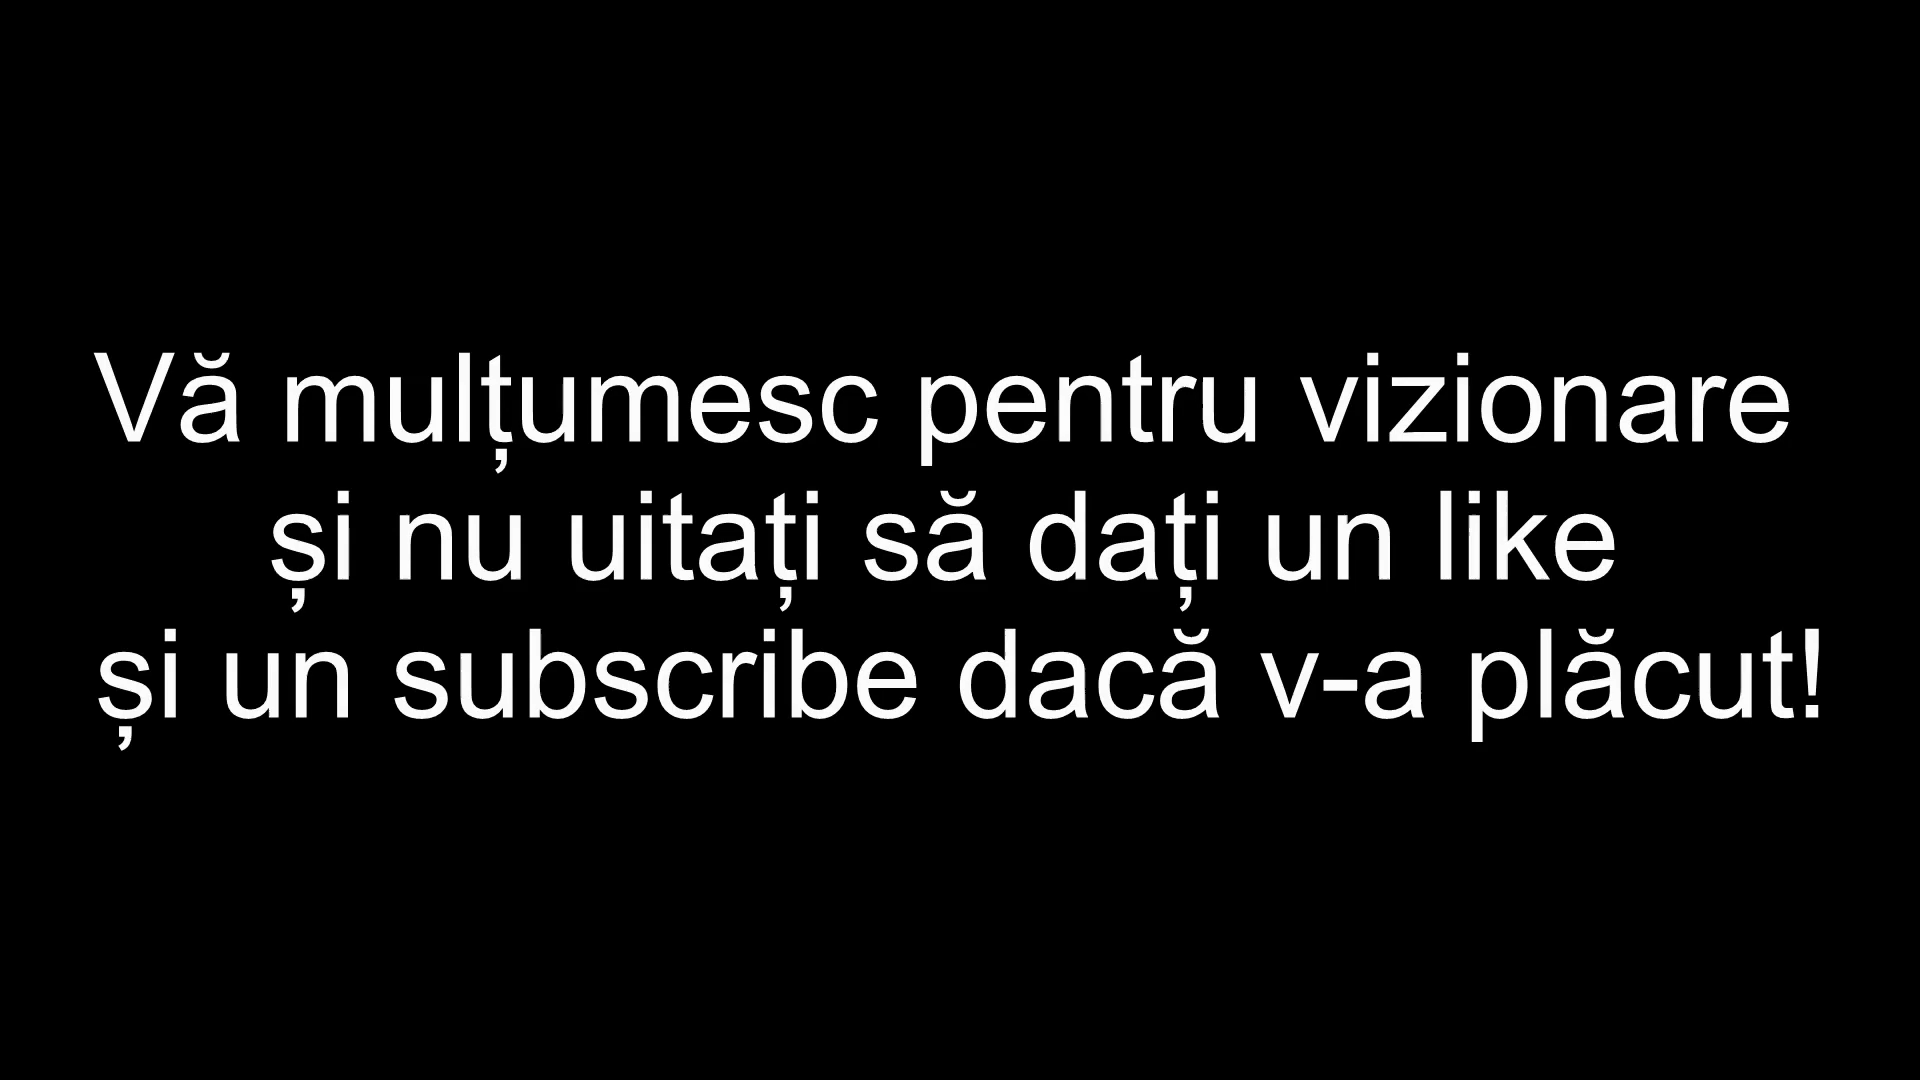 Vă mulțumesc pentru vizionare
și nu uitați să dați un like
și un subscribe dacă v-a plăcut!